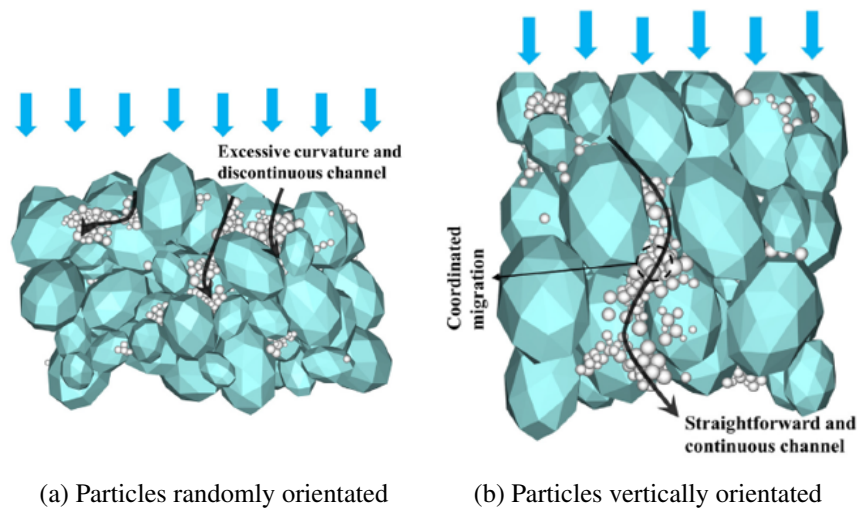 Excessive curvature and
discontinuous channel
Coordinated
migration
Straightforward and
continuous channel
(a) Particles randomly orientated
(b) Particles vertically orientated